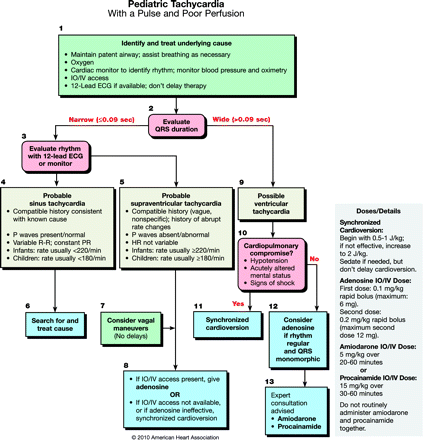 Pediatric Tachycardia
With a Pulse and Poor Perfusion
1
Identify and treat underlying cause
• Maintain patent airway; assist breathing as necessary
• Oxygen
• Cardiac monitor to identify rhythm; monitor blood pressure and oximetry
• IO/IV access
• 12-Lead ECG if available; don't delay therapy
Narrow (≤0.09 sec)
2
Evaluate
QRS duration
Wide (>0.09 sec)
3
Evaluate rhythm
with 12-lead ECG
or monitor
4
Probable
sinus tachycardia
• Compatible history consistent
with known cause
• P waves present/normal
• Variable R-R; constant PR
• Infants: rate usually <220/min
• Children: rate usually <180/min
5
Probable
supraventricular tachycardia
• Compatible history (vague,
nonspecific); history of abrupt
rate changes
• P waves absent/abnormal
• HR not variable
• Infants: rate usually ≥220/min
• Children: rate usually ≥180/min
9
Possible
ventricular
tachycardia
10
Cardiopulmonary
compromise?
• Hypotension
• Acutely altered
mental status
• Signs of shock
Yes
No
6
Search for and
treat cause
7
Consider vagal
maneuvers
(No delays)
11
Synchronized
cardioversion
12
Consider
adenosine
if rhythm
regular
and QRS
monomorphic
8
• If IO/IV access present, give
adenosine
OR
• If IO/IV access not available,
or if adenosine ineffective,
synchronized cardioversion
13
Expert
consultation
advised
• Amiodarone
• Procainamide
Doses/Details
Synchronized
Cardioversion:
Begin with 0.5-1 J/kg;
if not effective, increase
to 2 J/kg.
Sedate if needed, but
don't delay cardioversion.
Adenosine IO/IV Dose:
First dose: 0.1 mg/kg
rapid bolus (maximum:
6 mg).
Second dose:
0.2 mg/kg rapid bolus
(maximum second
dose 12 mg).
Amiodarone IO/IV Dose:
5 mg/kg over
20-60 minutes
or
Procainamide IO/IV Dose:
15 mg/kg over
30-60 minutes
Do not routinely
administer amiodarone
and procainamide
together.
© 2010 American Heart Association